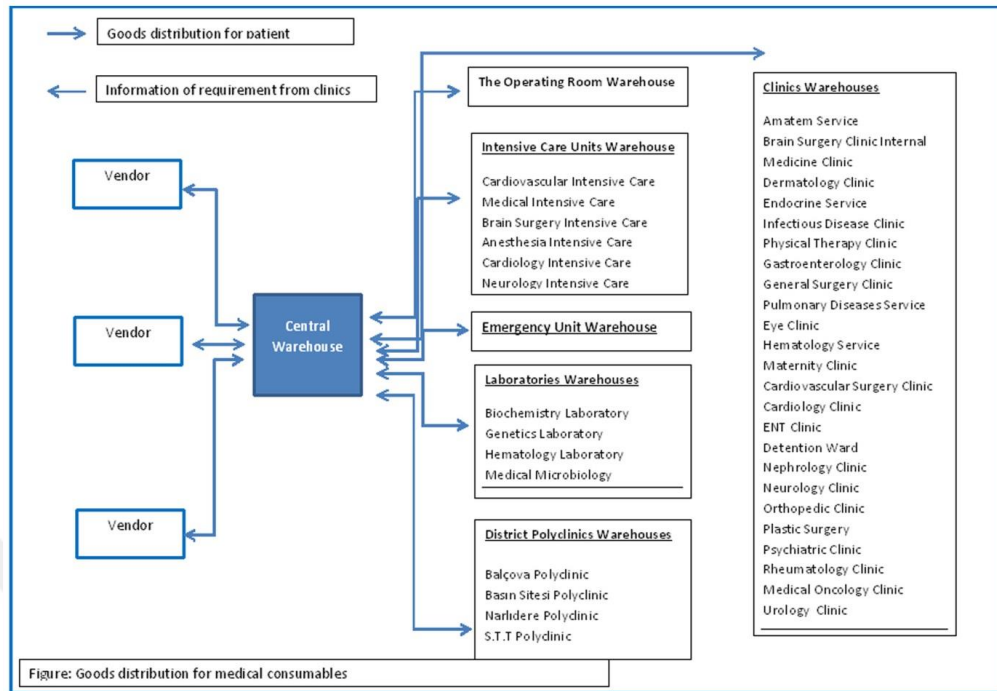 Goods distribution for patient
Information of requirement from clinics
Vendor
Vendor
Vendor
Central
Warehouse
The Operating Room Warehouse
Intensive Care Units Warehouse
Cardiovascular Intensive Care
Medical Intensive Care
Brain Surgery Intensive Care
Anesthesia Intensive Care
Cardiology Intensive Care
Neurology Intensive Care
Emergency Unit Warehouse
Laboratories Warehouses
Biochemistry Laboratory
Genetics Laboratory
Hematology Laboratory
Medical Microbiology
District Polyclinics Warehouses
Balçova Polyclinic
Basın Sitesi Polyclinic
Narlıdere Polyclinic
S.T.T Polyclinic
Clinics Warehouses
Amatem Service
Brain Surgery Clinic Internal
Medicine Clinic
Dermatology Clinic
Endocrine Service
Infectious Disease Clinic
Physical Therapy Clinic
Gastroenterology Clinic
General Surgery Clinic
Pulmonary Diseases Service
Eye Clinic
Hematology Service
Maternity Clinic
Cardiovascular Surgery Clinic
Cardiology Clinic
ENT Clinic
Detention Ward
Nephrology Clinic
Neurology Clinic
Orthopedic Clinic
Plastic Surgery
Psychiatric Clinic
Rheumatology Clinic
Medical Oncology Clinic
Urology Clinic
Figure: Goods distribution for medical consumables